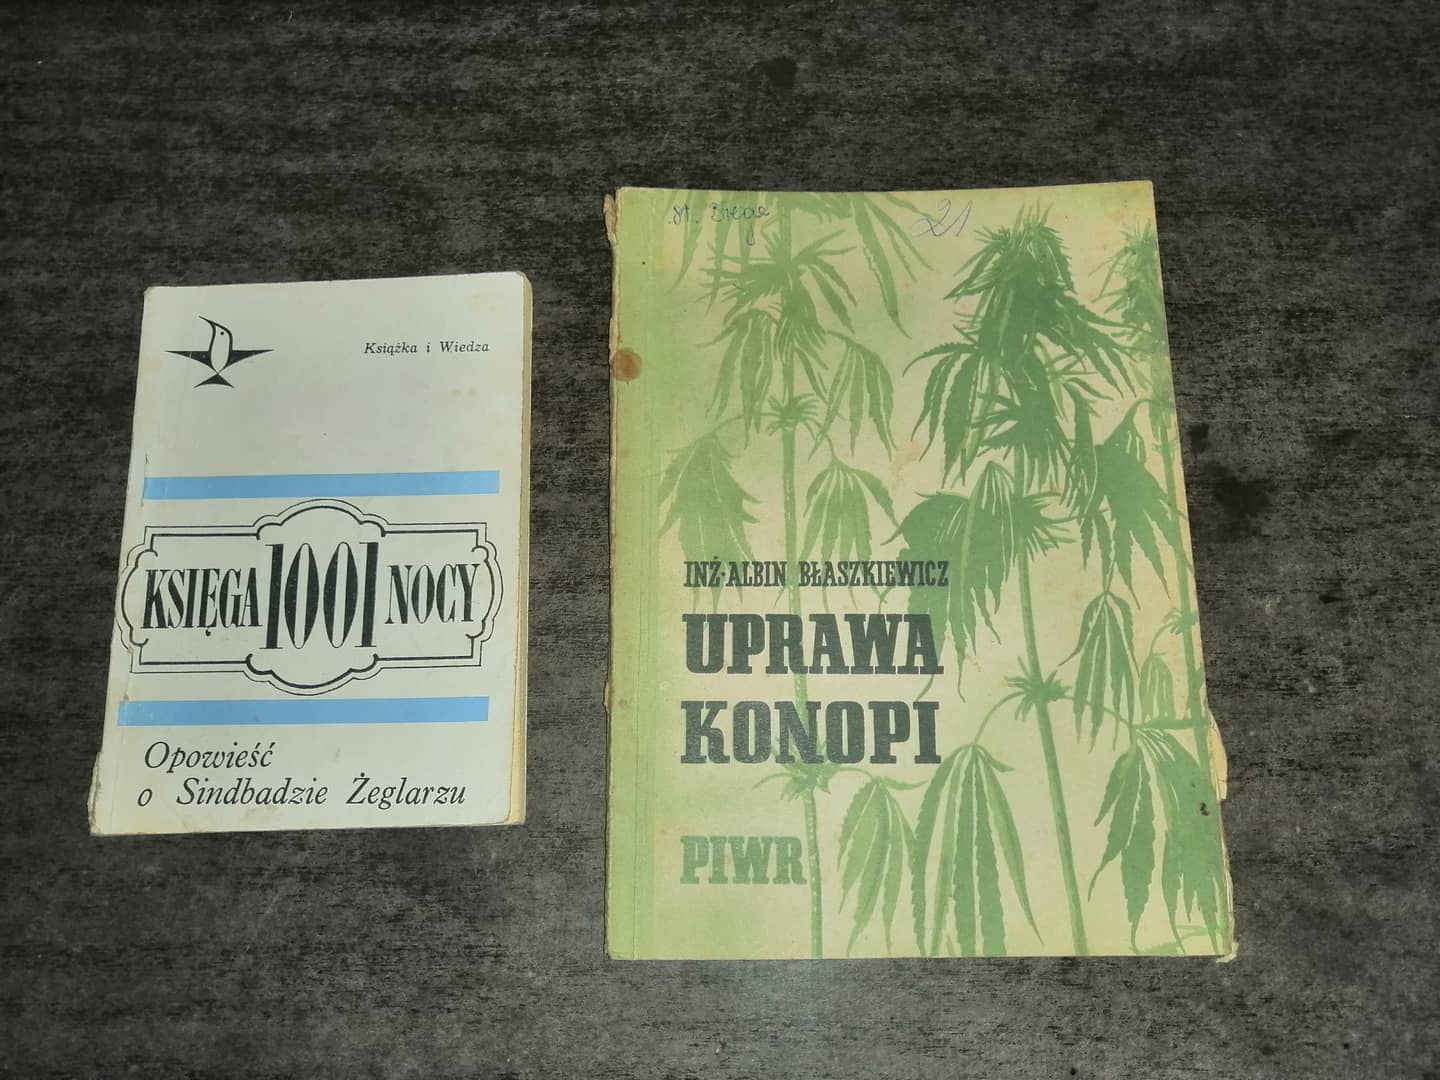 Książka i Wiedza
KSIĘGA 1001 NOCY
Opowieść
o Sindbadzie Żeglarzu
21
INŻ·ALBIN BŁASZKIEWICZ
UPRAWA
KONOPI
PIWR